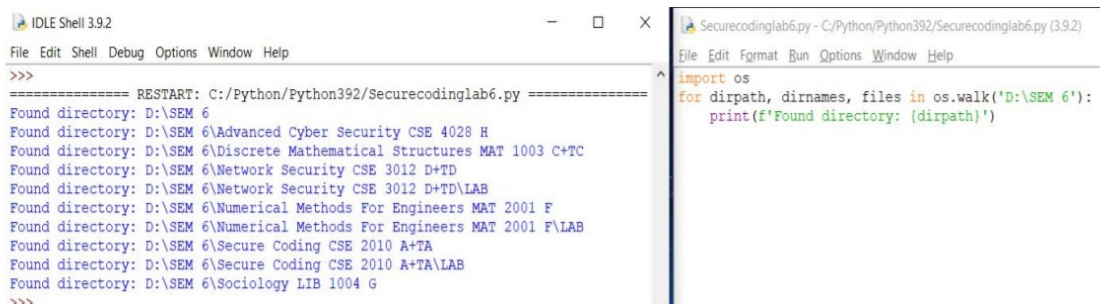 IDLE Shell 3.9.2
File Edit Shell Debug Options Window Help
>>>
=============== RESTART: C:/Python/Python392/Securecodinglab6.py ===============
Found directory: D:\SEM 6
Found directory: D:\SEM 6\Advanced Cyber Security CSE 4028 H
Found directory: D:\SEM 6\Discrete Mathematical Structures MAT 1003 C+TC
Found directory: D:\SEM 6\Network Security CSE 3012 D+TD
Found directory: D:\SEM 6\Network Security CSE 3012 D+TD\LAB
Found directory: D:\SEM 6\Numerical Methods For Engineers MAT 2001 F
Found directory: D:\SEM 6\Numerical Methods For Engineers MAT 2001 F\LAB
Found directory: D:\SEM 6\Secure Coding CSE 2010 A+TA
Found directory: D:\SEM 6\Secure Coding CSE 2010 A+TA\LAB
Found directory: D:\SEM 6\Sociology LIB 1004 G
>>>
Securecodinglab6.py - C:/Python/Python392/Securecodinglab6.py (3.9.2)
File Edit Format Run Options Window Help
import os
for dirpath, dirnames, files in os.walk('D:\SEM 6'):
    print(f'Found directory: {dirpath}')